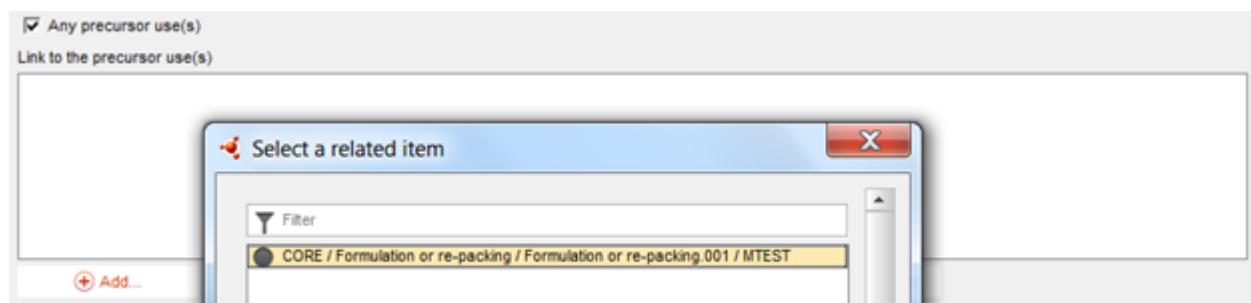 Any precursor use(s)
Link to the precursor use(s)
Select a related item
Filter
CORE / Formulation or re-packing / Formulation or re-packing.001 / MTEST
Add...